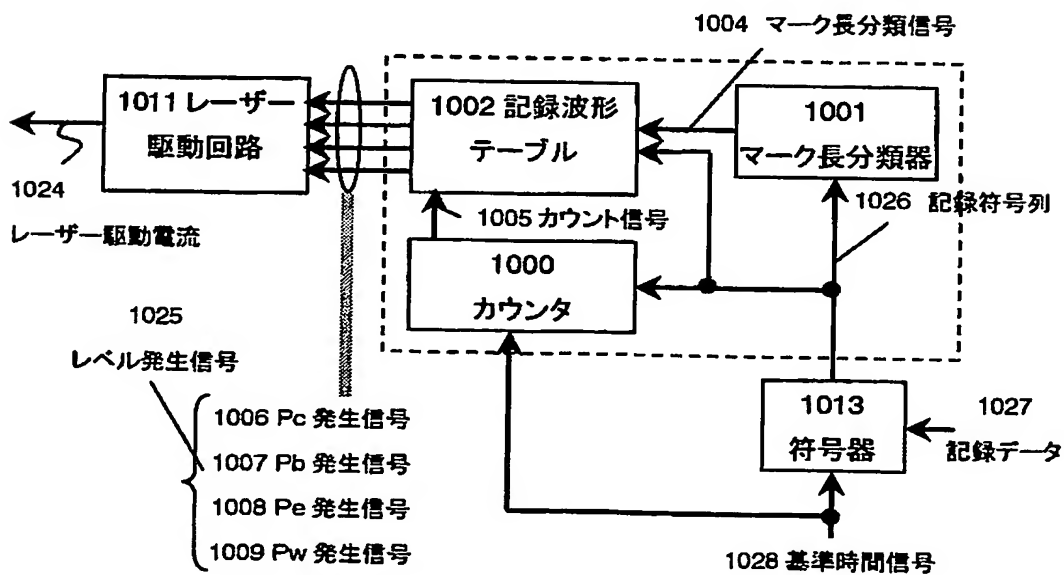 1004 マーク長分類信号
1011 レーザー
駆動回路
1002 記録波形
テーブル
1001
マーク長分類器
1024
レーザー駆動電流
1005 カウント信号
1026 記録符号列
1000
カウンタ
1025
レベル発生信号
1006 Pc 発生信号
1007 Pb 発生信号
1008 Pe 発生信号
1009 Pw 発生信号
1013
符号器
1027
記録データ
1028 基準時間信号